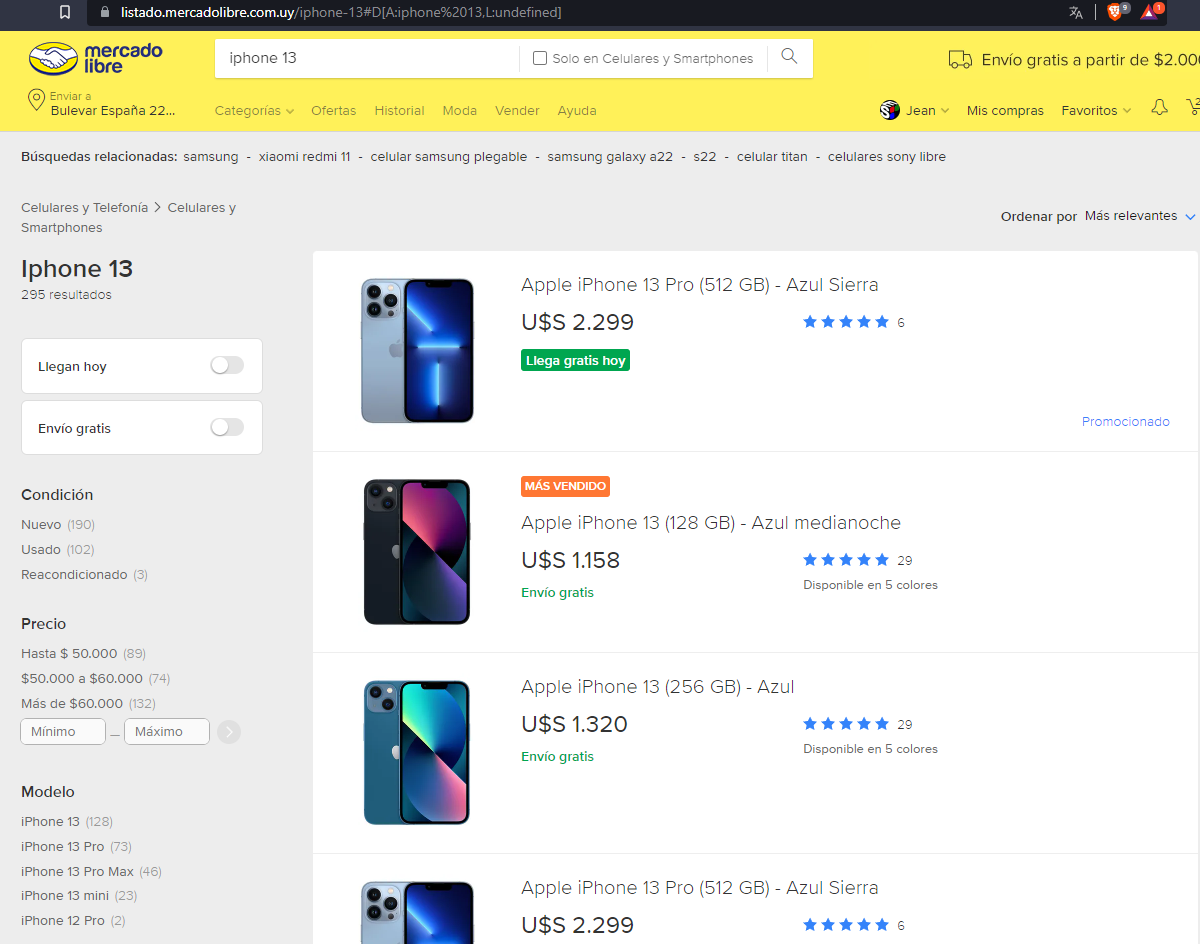 listado.mercadolibre.com.uy/iphone-13#D[A:iphone%2013,L:undefined]
9
1
mercado
libre
iphone 13
Solo en Celulares y Smartphones
Envío gratis a partir de $2.00
Enviar a
Bulevar España 22...
Categorías
Ofertas
Historial
Moda
Vender
Ayuda
Jean
Mis compras
Favoritos
2
Búsquedas relacionadas: samsung - xiaomi redmi 11 - celular samsung plegable - samsung galaxy a22 - s22 - celular titan - celulares sony libre
Celulares y Telefonía > Celulares y
Smartphones
Ordenar por Más relevantes
Iphone 13
295 resultados
Llegan hoy
Envío gratis
Condición
Nuevo (190)
Usado (102)
Reacondicionado (3)
Precio
Hasta $ 50.000 (89)
$50.000 a $60.000 (74)
Más de $60.000 (132)
Mínimo — Máximo
Modelo
iPhone 13 (128)
iPhone 13 Pro (73)
iPhone 13 Pro Max (46)
iPhone 13 mini (23)
iPhone 12 Pro (2)
Apple iPhone 13 Pro (512 GB) - Azul Sierra
U$S 2.299
6
Llega gratis hoy
Promocionado
MÁS VENDIDO
Apple iPhone 13 (128 GB) - Azul medianoche
U$S 1.158
29
Disponible en 5 colores
Envío gratis
Apple iPhone 13 (256 GB) - Azul
U$S 1.320
29
Disponible en 5 colores
Envío gratis
Apple iPhone 13 Pro (512 GB) - Azul Sierra
U$S 2.299
6